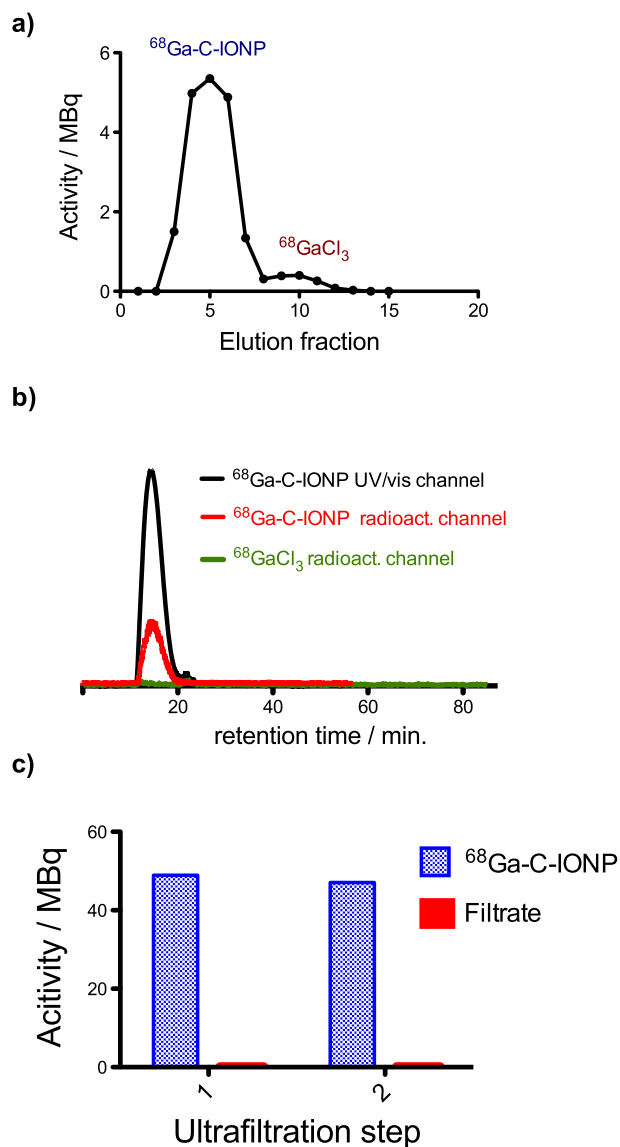 a)
⁶⁸Ga-C-IONP
6
4
2
0
Activity / MBq
⁶⁸GaCl₃
0 5 10 15 20
Elution fraction
b)
⁶⁸Ga-C-IONP UV/vis channel
⁶⁸Ga-C-IONP radioact. channel
⁶⁸GaCl₃ radioact. channel
20 40 60 80
retention time / min.
c)
60
40
20
0
Acitivity / MBq
⁶⁸Ga-C-IONP
Filtrate
1 2
Ultrafiltration step